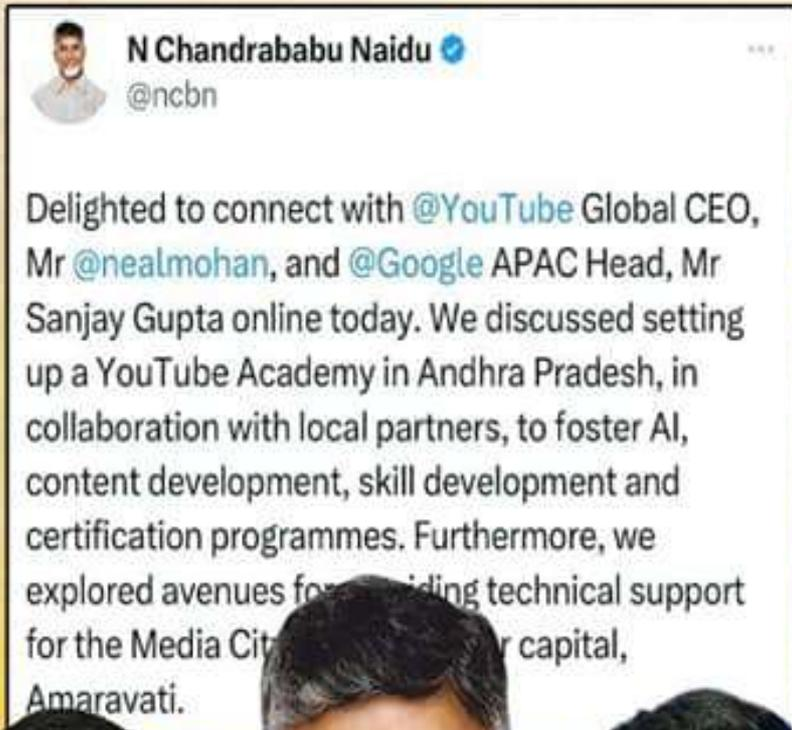 N Chandrababu Naidu
@ncbn
Delighted to connect with @YouTube Global CEO,
Mr @nealmohan, and @Google APAC Head, Mr
Sanjay Gupta online today. We discussed setting
up a YouTube Academy in Andhra Pradesh, in
collaboration with local partners, to foster AI,
content development, skill development and
certification programmes. Furthermore, we
explored avenues technical support
for the Media capital,
Amaravati.